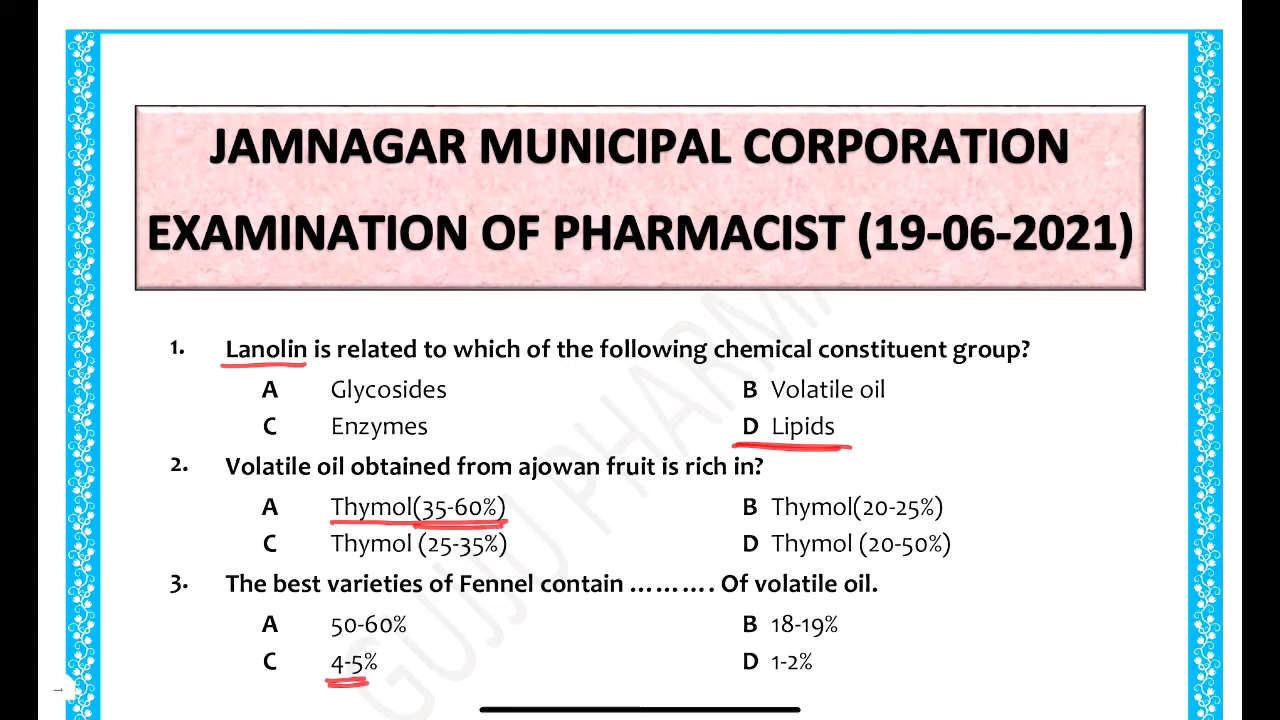 JAMNAGAR MUNICIPAL CORPORATION
EXAMINATION OF PHARMACIST (19-06-2021)
1. Lanolin is related to which of the following chemical constituent group?
A Glycosides B Volatile oil
C Enzymes D Lipids
2. Volatile oil obtained from ajowan fruit is rich in?
A Thymol(35-60%) B Thymol(20-25%)
C Thymol (25-35%) D Thymol (20-50%)
3. The best varieties of Fennel contain ………. Of volatile oil.
A 50-60% B 18-19%
C 4-5% D 1-2%
1
GUJJU PHARMA